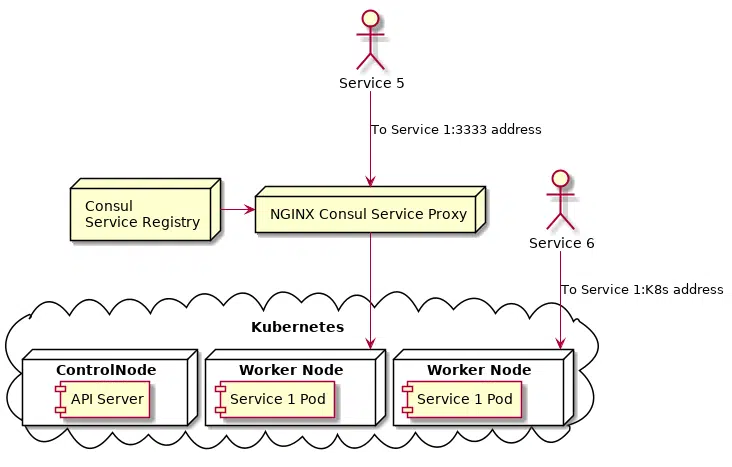 Service 5
To Service 1:3333 address
Consul
Service Registry
NGINX Consul Service Proxy
Service 6
To Service 1:K8s address
Kubernetes
ControlNode
API Server
Worker Node
Service 1 Pod
Worker Node
Service 1 Pod